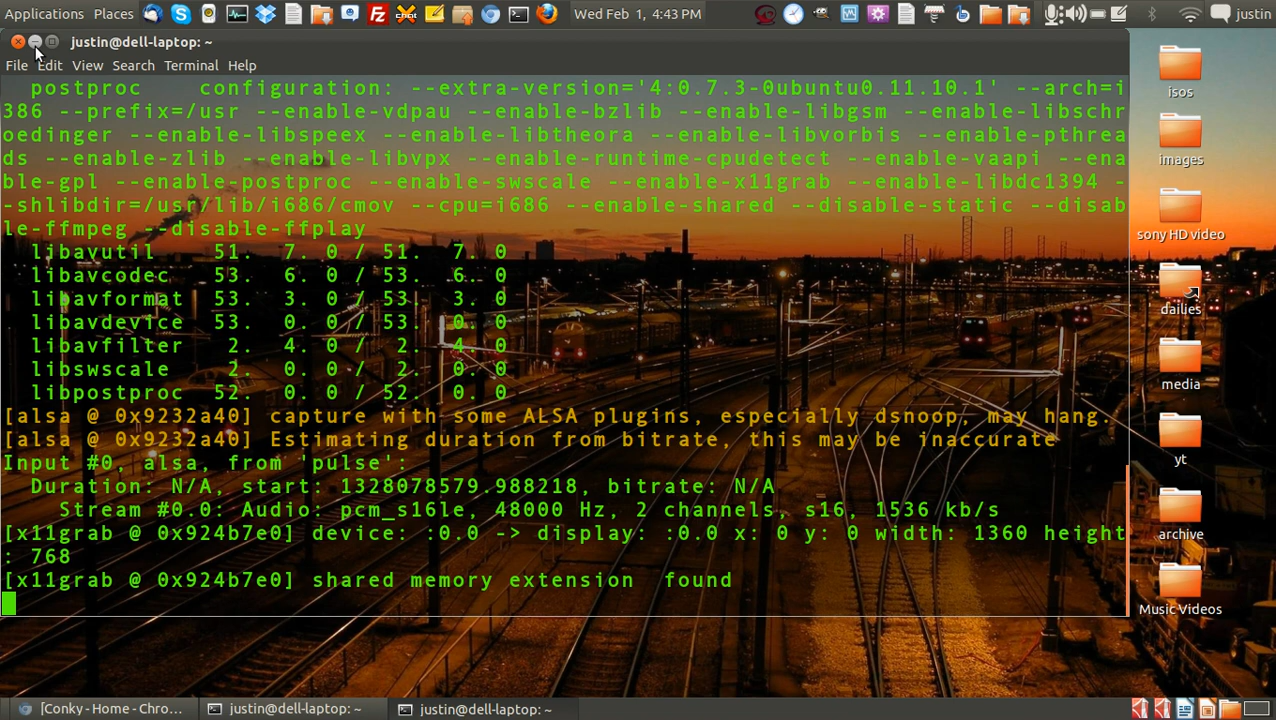 Applications Places
Wed Feb 1, 4:43 PM
justin
justin@dell-laptop: ~
File Edit View Search Terminal Help
postproc configuration: --extra-version='4:0.7.3-0ubuntu0.11.10.1' --arch=i
386 --prefix=/usr --enable-vdpau --enable-bzlib --enable-libgsm --enable-libschr
oedinger --enable-libspeex --enable-libtheora --enable-libvorbis --enable-pthrea
ds --enable-zlib --enable-libvpx --enable-runtime-cpudetect --enable-vaapi --ena
ble-gpl --enable-postproc --enable-swscale --enable-x11grab --enable-libdc1394 -
-shlibdir=/usr/lib/i686/cmov --cpu=i686 --enable-shared --disable-static --disab
le-ffmpeg --disable-ffplay
libavutil 51. 7. 0 / 51. 7. 0
libavcodec 53. 6. 0 / 53. 6. 0
libavformat 53. 3. 0 / 53. 3. 0
libavdevice 53. 0. 0 / 53. 0. 0
libavfilter 2. 4. 0 / 2. 4. 0
libswscale 2. 0. 0 / 2. 0. 0
libpostproc 52. 0. 0 / 52. 0. 0
[alsa @ 0x9232a40] capture with some ALSA plugins, especially dsnoop, may hang.
[alsa @ 0x9232a40] Estimating duration from bitrate, this may be inaccurate
Input #0, alsa, from 'pulse':
Duration: N/A, start: 1328078579.988218, bitrate: N/A
Stream #0.0: Audio: pcm_s16le, 48000 Hz, 2 channels, s16, 1536 kb/s
[x11grab @ 0x924b7e0] device: :0.0 -> display: :0.0 x: 0 y: 0 width: 1360 height
: 768
[x11grab @ 0x924b7e0] shared memory extension  found
isos
images
sony HD video
dailies
media
yt
archive
Music Videos
[Conky - Home - Chro...
justin@dell-laptop: ~
justin@dell-laptop: ~